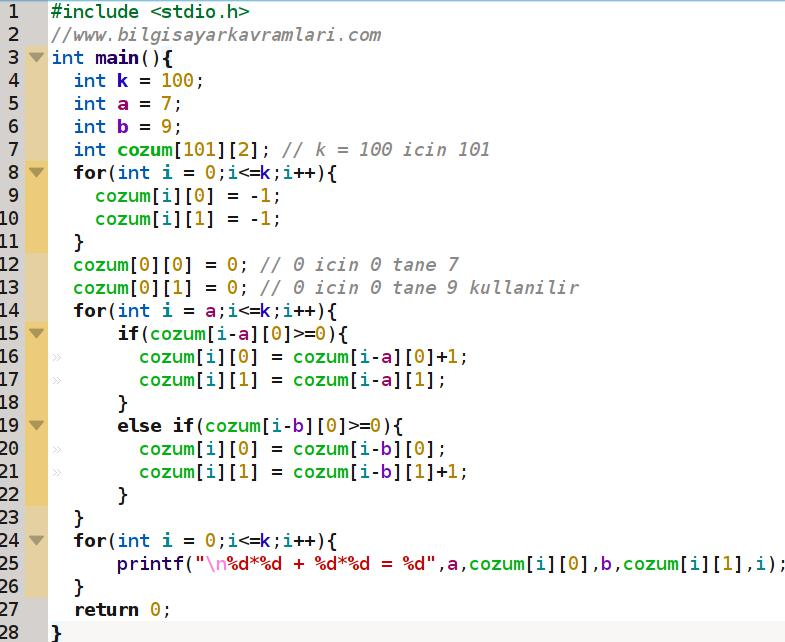 1 #include <stdio.h>
2 //www.bilgisayarkavramlari.com
3 int main(){
4   int k = 100;
5   int a = 7;
6   int b = 9;
7   int cozum[101][2]; // k = 100 icin 101
8   for(int i = 0;i<=k;i++){
9     cozum[i][0] = -1;
10     cozum[i][1] = -1;
11   }
12   cozum[0][0] = 0; // 0 icin 0 tane 7
13   cozum[0][1] = 0; // 0 icin 0 tane 9 kullanilir
14   for(int i = a;i<=k;i++){
15       if(cozum[i-a][0]>=0){
16 »       cozum[i][0] = cozum[i-a][0]+1;
17 »       cozum[i][1] = cozum[i-a][1];
18       }
19       else if(cozum[i-b][0]>=0){
20 »       cozum[i][0] = cozum[i-b][0];
21 »       cozum[i][1] = cozum[i-b][1]+1;
22       }
23   }
24   for(int i = 0;i<=k;i++){
25       printf("\n%d*%d + %d*%d = %d",a,cozum[i][0],b,cozum[i][1],i);
26   }
27   return 0;
28 }